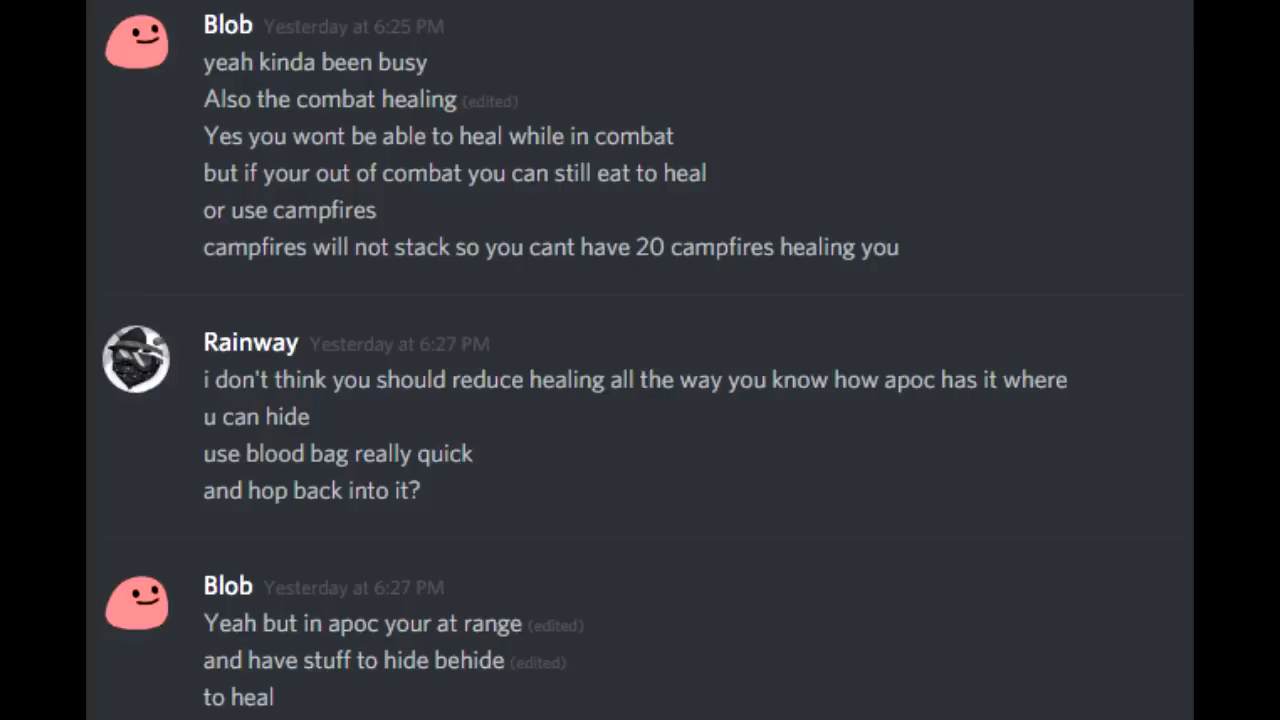 Blob Yesterday at 6:25 PM
yeah kinda been busy
Also the combat healing (edited)
Yes you wont be able to heal while in combat
but if your out of combat you can still eat to heal
or use campfires
campfires will not stack so you cant have 20 campfires healing you
Rainway Yesterday at 6:27 PM
i don't think you should reduce healing all the way you know how apoc has it where
u can hide
use blood bag really quick
and hop back into it?
Blob Yesterday at 6:27 PM
Yeah but in apoc your at range (edited)
and have stuff to hide behide (edited)
to heal